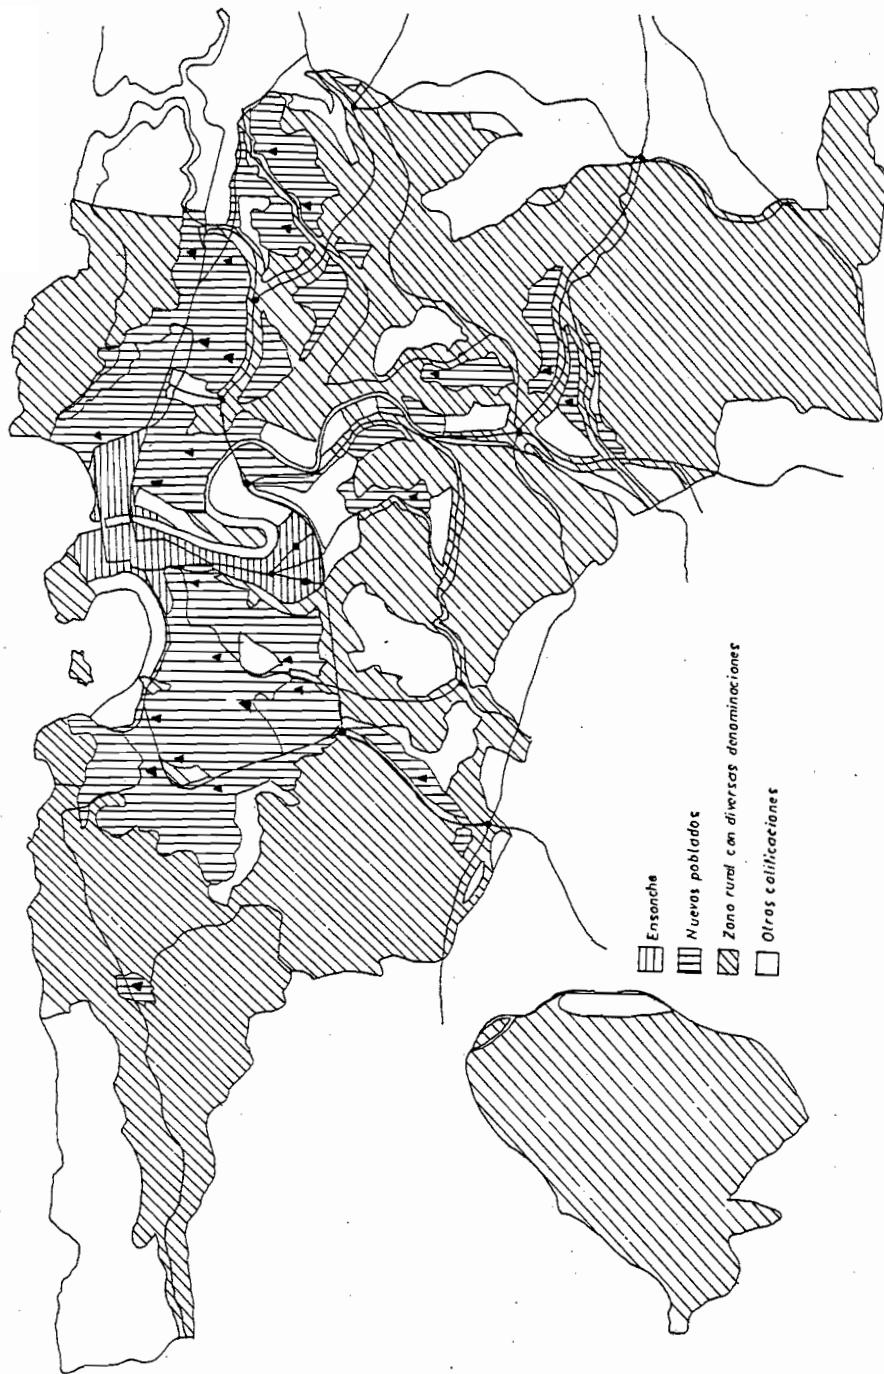 Ensanche
Nuevos poblados
Zona rural con diversas denominaciones
Otras calificaciones